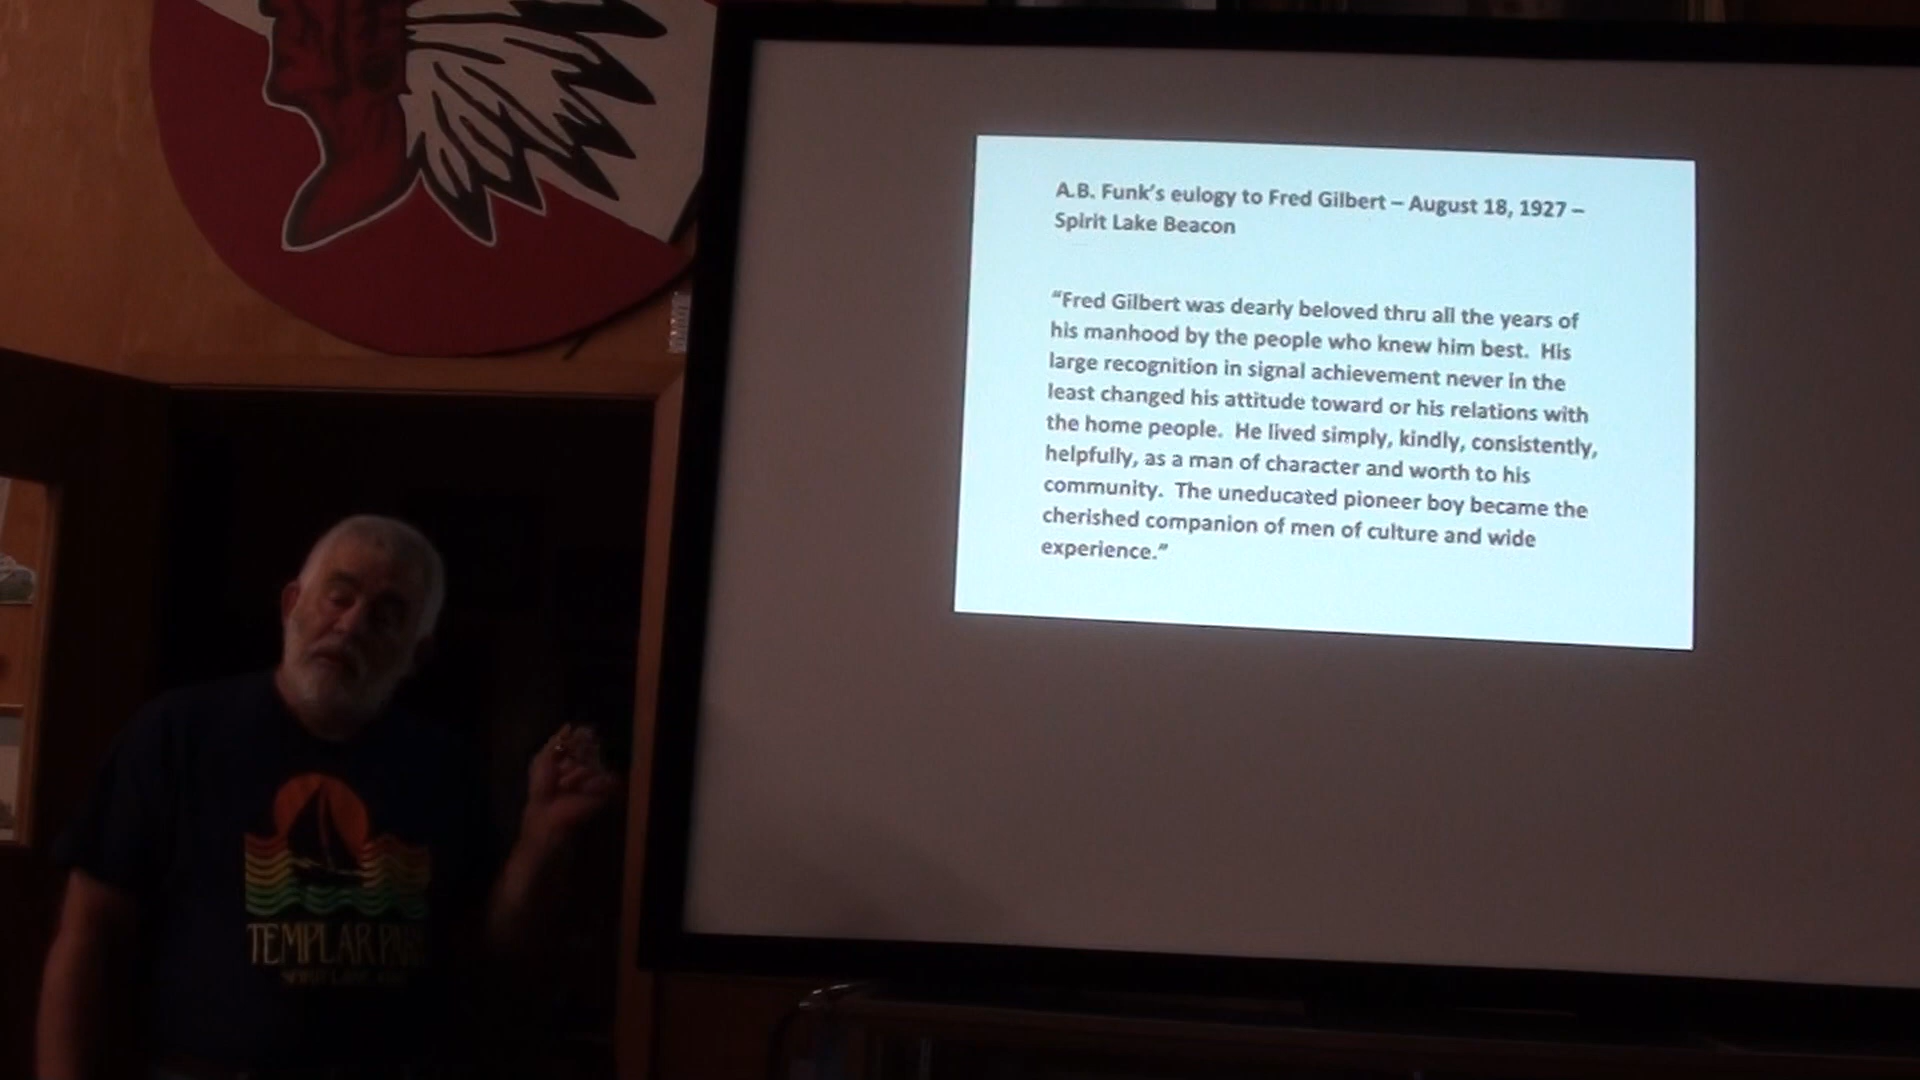 A.B. Funk's eulogy to Fred Gilbert – August 18, 1927 –
Spirit Lake Beacon
"Fred Gilbert was dearly beloved thru all the years of
his manhood by the people who knew him best.  His
large recognition in signal achievement never in the
least changed his attitude toward or his relations with
the home people.  He lived simply, kindly, consistently,
helpfully, as a man of character and worth to his
community.  The uneducated pioneer boy became the
cherished companion of men of culture and wide
experience."
TEMPLAR PARK